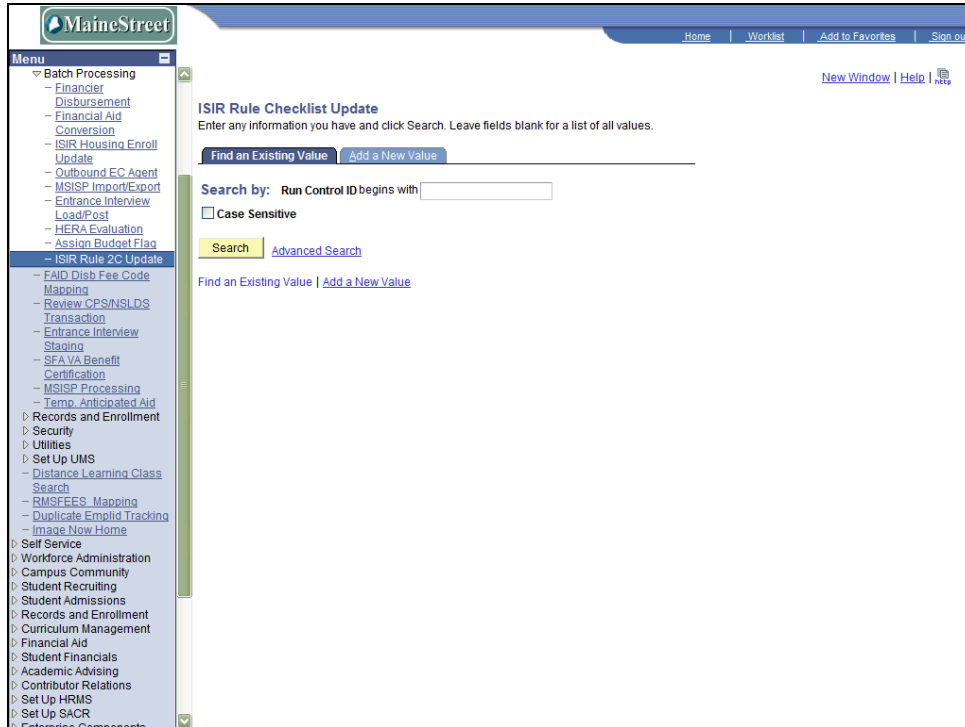 MaineStreet
Home | Worklist | Add to Favorites | Sign ou
Menu
Batch Processing
Financier
Disbursement
Financial Aid
Conversion
ISIR Housing Enroll
Update
Outbound EC Agent
MSISP Import/Export
Entrance Interview
Load/Post
HERA Evaluation
Assign Budget Flag
ISIR Rule 2C Update
FAID Disb Fee Code
Mapping
Review CPS/NSLDS
Transaction
Entrance Interview
Staging
SFA VA Benefit
Certification
MSISP Processing
Temp. Anticipated Aid
Records and Enrollment
Security
Utilities
Set Up UMS
Distance Learning Class
Search
RMSFEES Mapping
Duplicate Emplid Tracking
Image Now Home
Self Service
Workforce Administration
Campus Community
Student Recruiting
Student Admissions
Records and Enrollment
Curriculum Management
Financial Aid
Student Financials
Academic Advising
Contributor Relations
Set Up HRMS
Set Up SACR
Enterprise Components
New Window | Help | http
ISIR Rule Checklist Update
Enter any information you have and click Search. Leave fields blank for a list of all values.
Find an Existing Value Add a New Value
Search by: Run Control ID begins with
Case Sensitive
Search Advanced Search
Find an Existing Value | Add a New Value